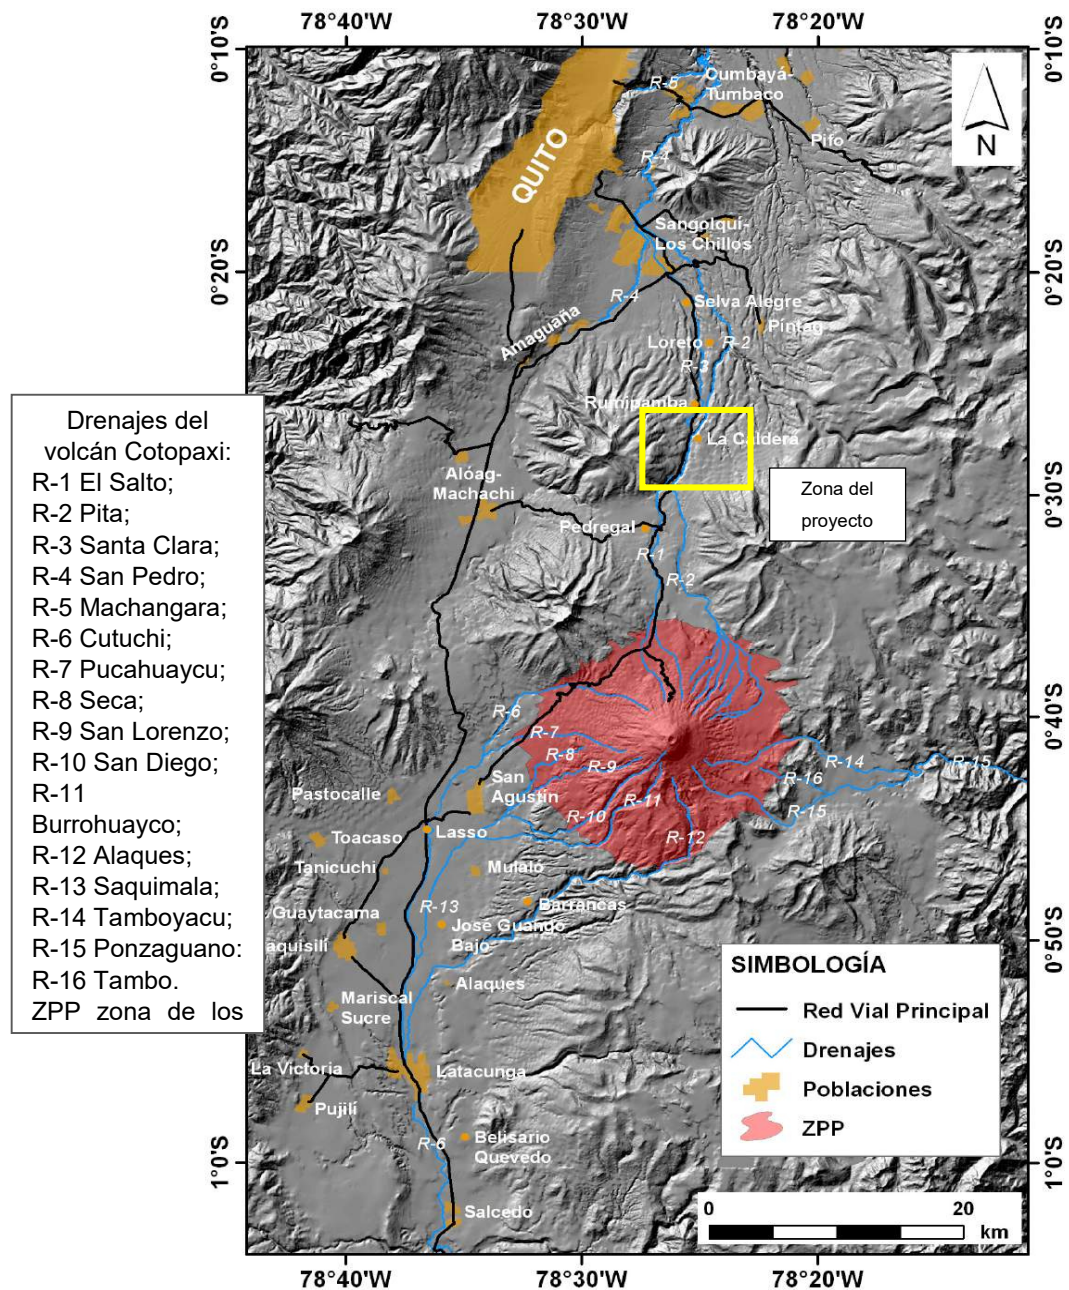 78°40'W
78°30'W
78°20'W
0°10'S
0°10'S
R-5
Cumbayá-
Tumbaco
N
QUITO
Pifo
R-4
Sangolquí-
Los Chillos
0°20'S
0°20'S
R-4
Selva Alegre
Amaguaña
Pintag
Loreto
R-2
R-3
Rumipamba
La Caldera
Drenajes del
volcán Cotopaxi:
R-1 El Salto;
R-2 Pita;
R-3 Santa Clara;
R-4 San Pedro;
R-5 Machangara;
R-6 Cutuchi;
R-7 Pucahuaycu;
R-8 Seca;
R-9 San Lorenzo;
R-10 San Diego;
R-11
Burrohuayco;
R-12 Alaques;
R-13 Saquimala;
R-14 Tamboyacu;
R-15 Ponzaguano:
R-16 Tambo.
ZPP zona de los
Alóag-
Machachi
Zona del
proyecto
0°30'S
Pedregal
R-1
R-2
0°40'S
0°40'S
R-6
R-7
R-8
R-9
R-14
R-15
R-16
San
Agustín
Pastocalle
R-10
R-11
R-15
Lasso
Toacaso
R-12
Tanicuchi
Mulaló
R-13
Barrancas
Guaytacama
José Guango
Bajo
aquisilí
0°50'S
Alaques
Mariscal
Sucre
SIMBOLOGÍA
Red Vial Principal
Drenajes
Poblaciones
ZPP
La Victoria
Latacunga
Pujilí
R-6
Belisario
Quevedo
1°0'S
1°0'S
Salcedo
0
20
km
78°40'W
78°30'W
78°20'W